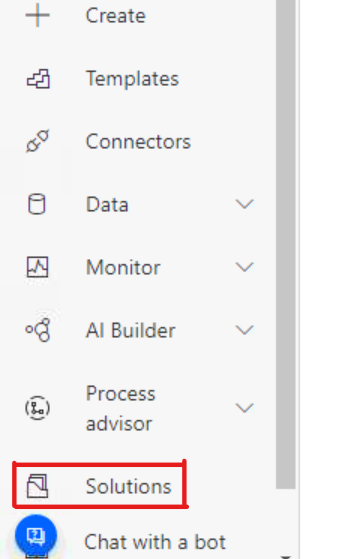 Create
Templates
Connectors
Data
Monitor
AI Builder
Process
advisor
Solutions
Chat with a bot